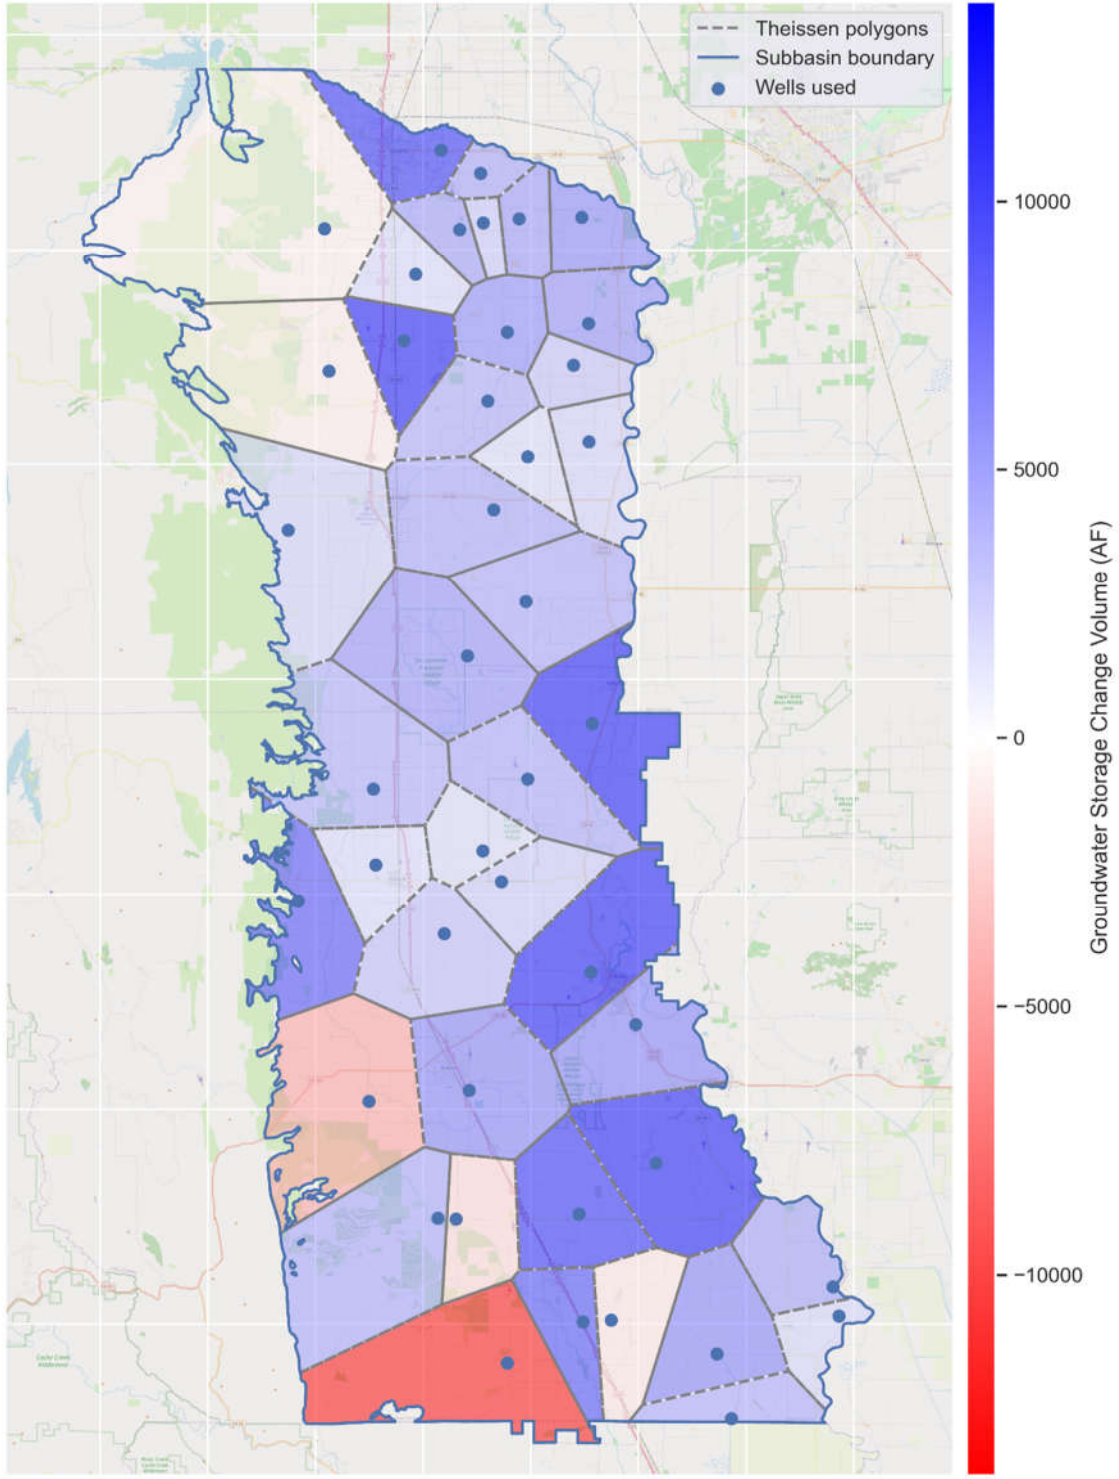 Theissen polygons
Subbasin boundary
Wells used
10000
5000
0
−5000
−10000
Groundwater Storage Change Volume (AF)